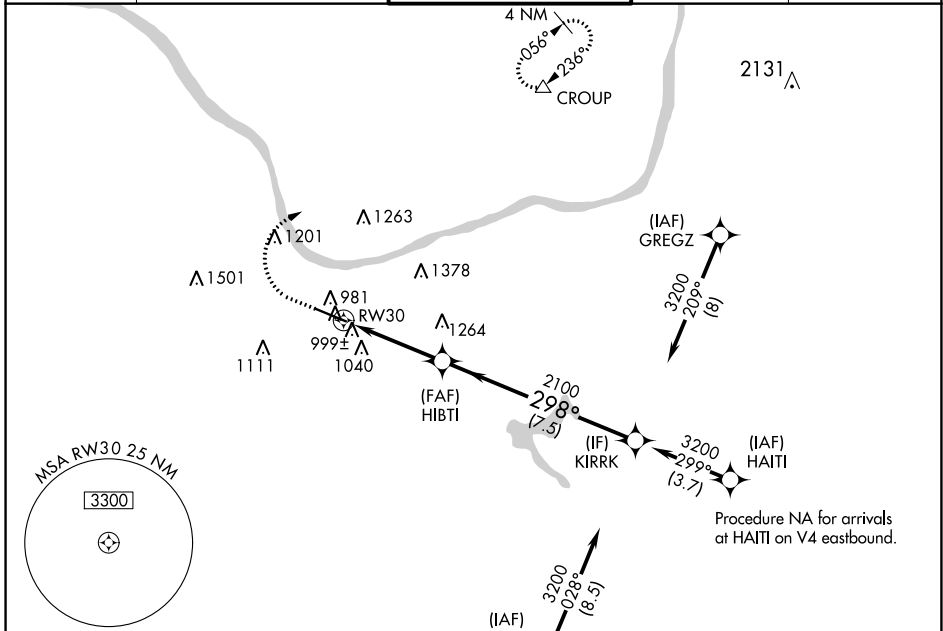 4 NM
056°
236°
CROUP
2131
1263
1201
1501
1378
(IAF)
GREGZ
3200
209°
(8)
981
RW30
999±
1264
1111
1040
(FAF)
HIBTI
2100
298°
(7.5)
(IF)
KIRRK
3200
299°
(3.7)
(IAF)
HAITI
MSA RW30 25 NM
3300
Procedure NA for arrivals
at HAITI on V4 eastbound.
3200
028°
(8.5)
(IAF)